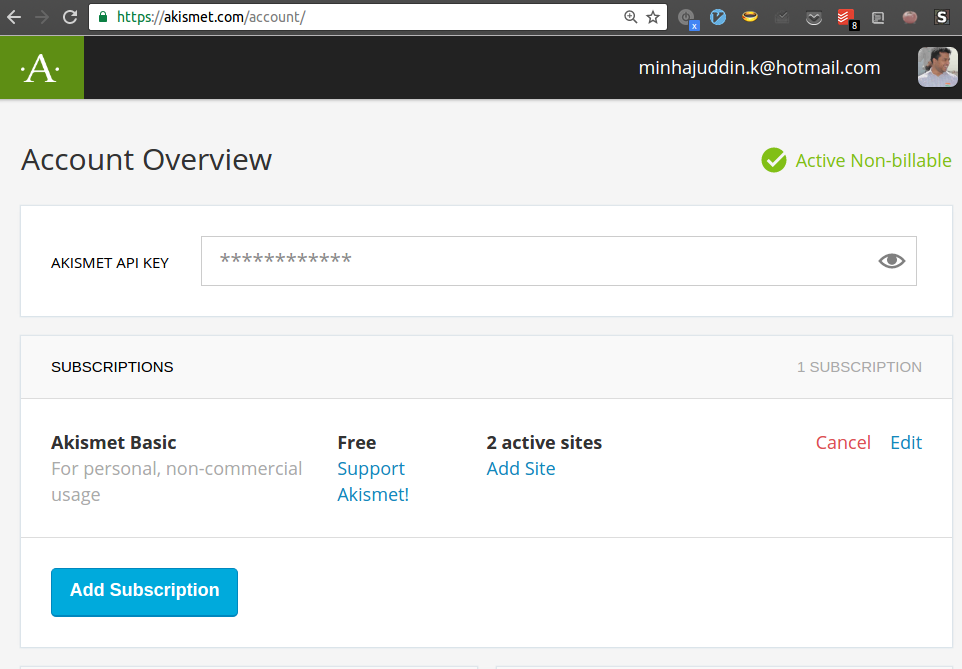 https://akismet.com/account/
x
8
S
·A·
minhajuddin.k@hotmail.com
Account Overview
Active Non-billable
AKISMET API KEY
************
SUBSCRIPTIONS
1 SUBSCRIPTION
Akismet Basic
For personal, non-commercial
usage
Free
Support
Akismet!
2 active sites
Add Site
Cancel
Edit
Add Subscription